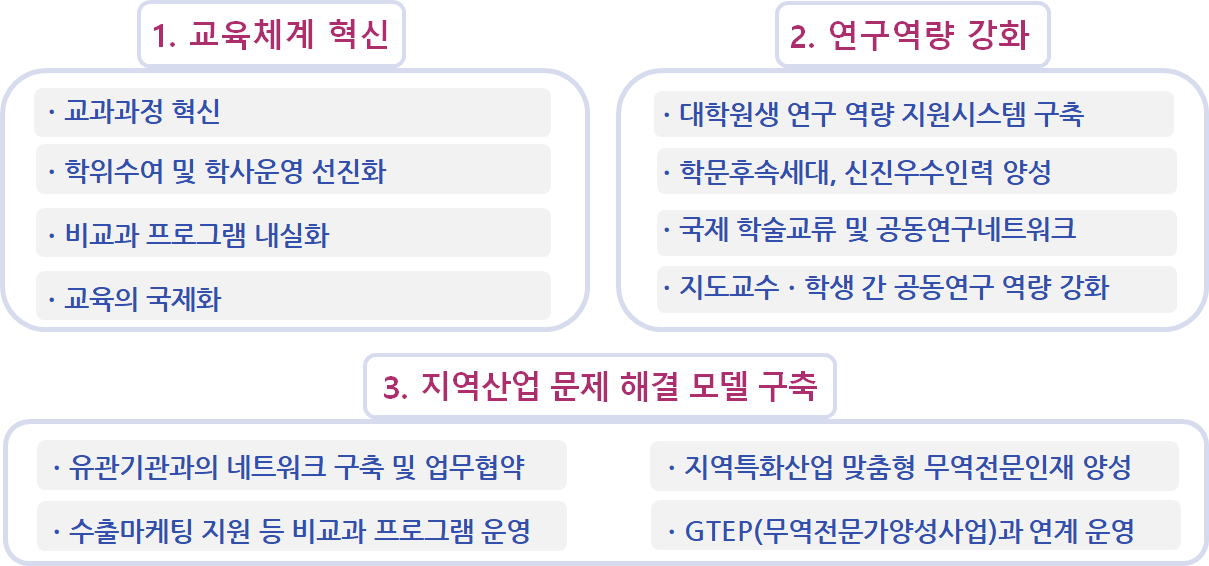 1. 교육체계 혁신
· 교과과정 혁신
· 학위수여 및 학사운영 선진화
· 비교과 프로그램 내실화
· 교육의 국제화
2. 연구역량 강화
· 대학원생 연구 역량 지원시스템 구축
· 학문후속세대, 신진우수인력 양성
· 국제 학술교류 및 공동연구네트워크
· 지도교수 · 학생 간 공동연구 역량 강화
3. 지역산업 문제 해결 모델 구축
· 유관기관과의 네트워크 구축 및 업무협약
· 수출마케팅 지원 등 비교과 프로그램 운영
· 지역특화산업 맞춤형 무역전문인재 양성
· GTEP(무역전문가양성사업)과 연계 운영